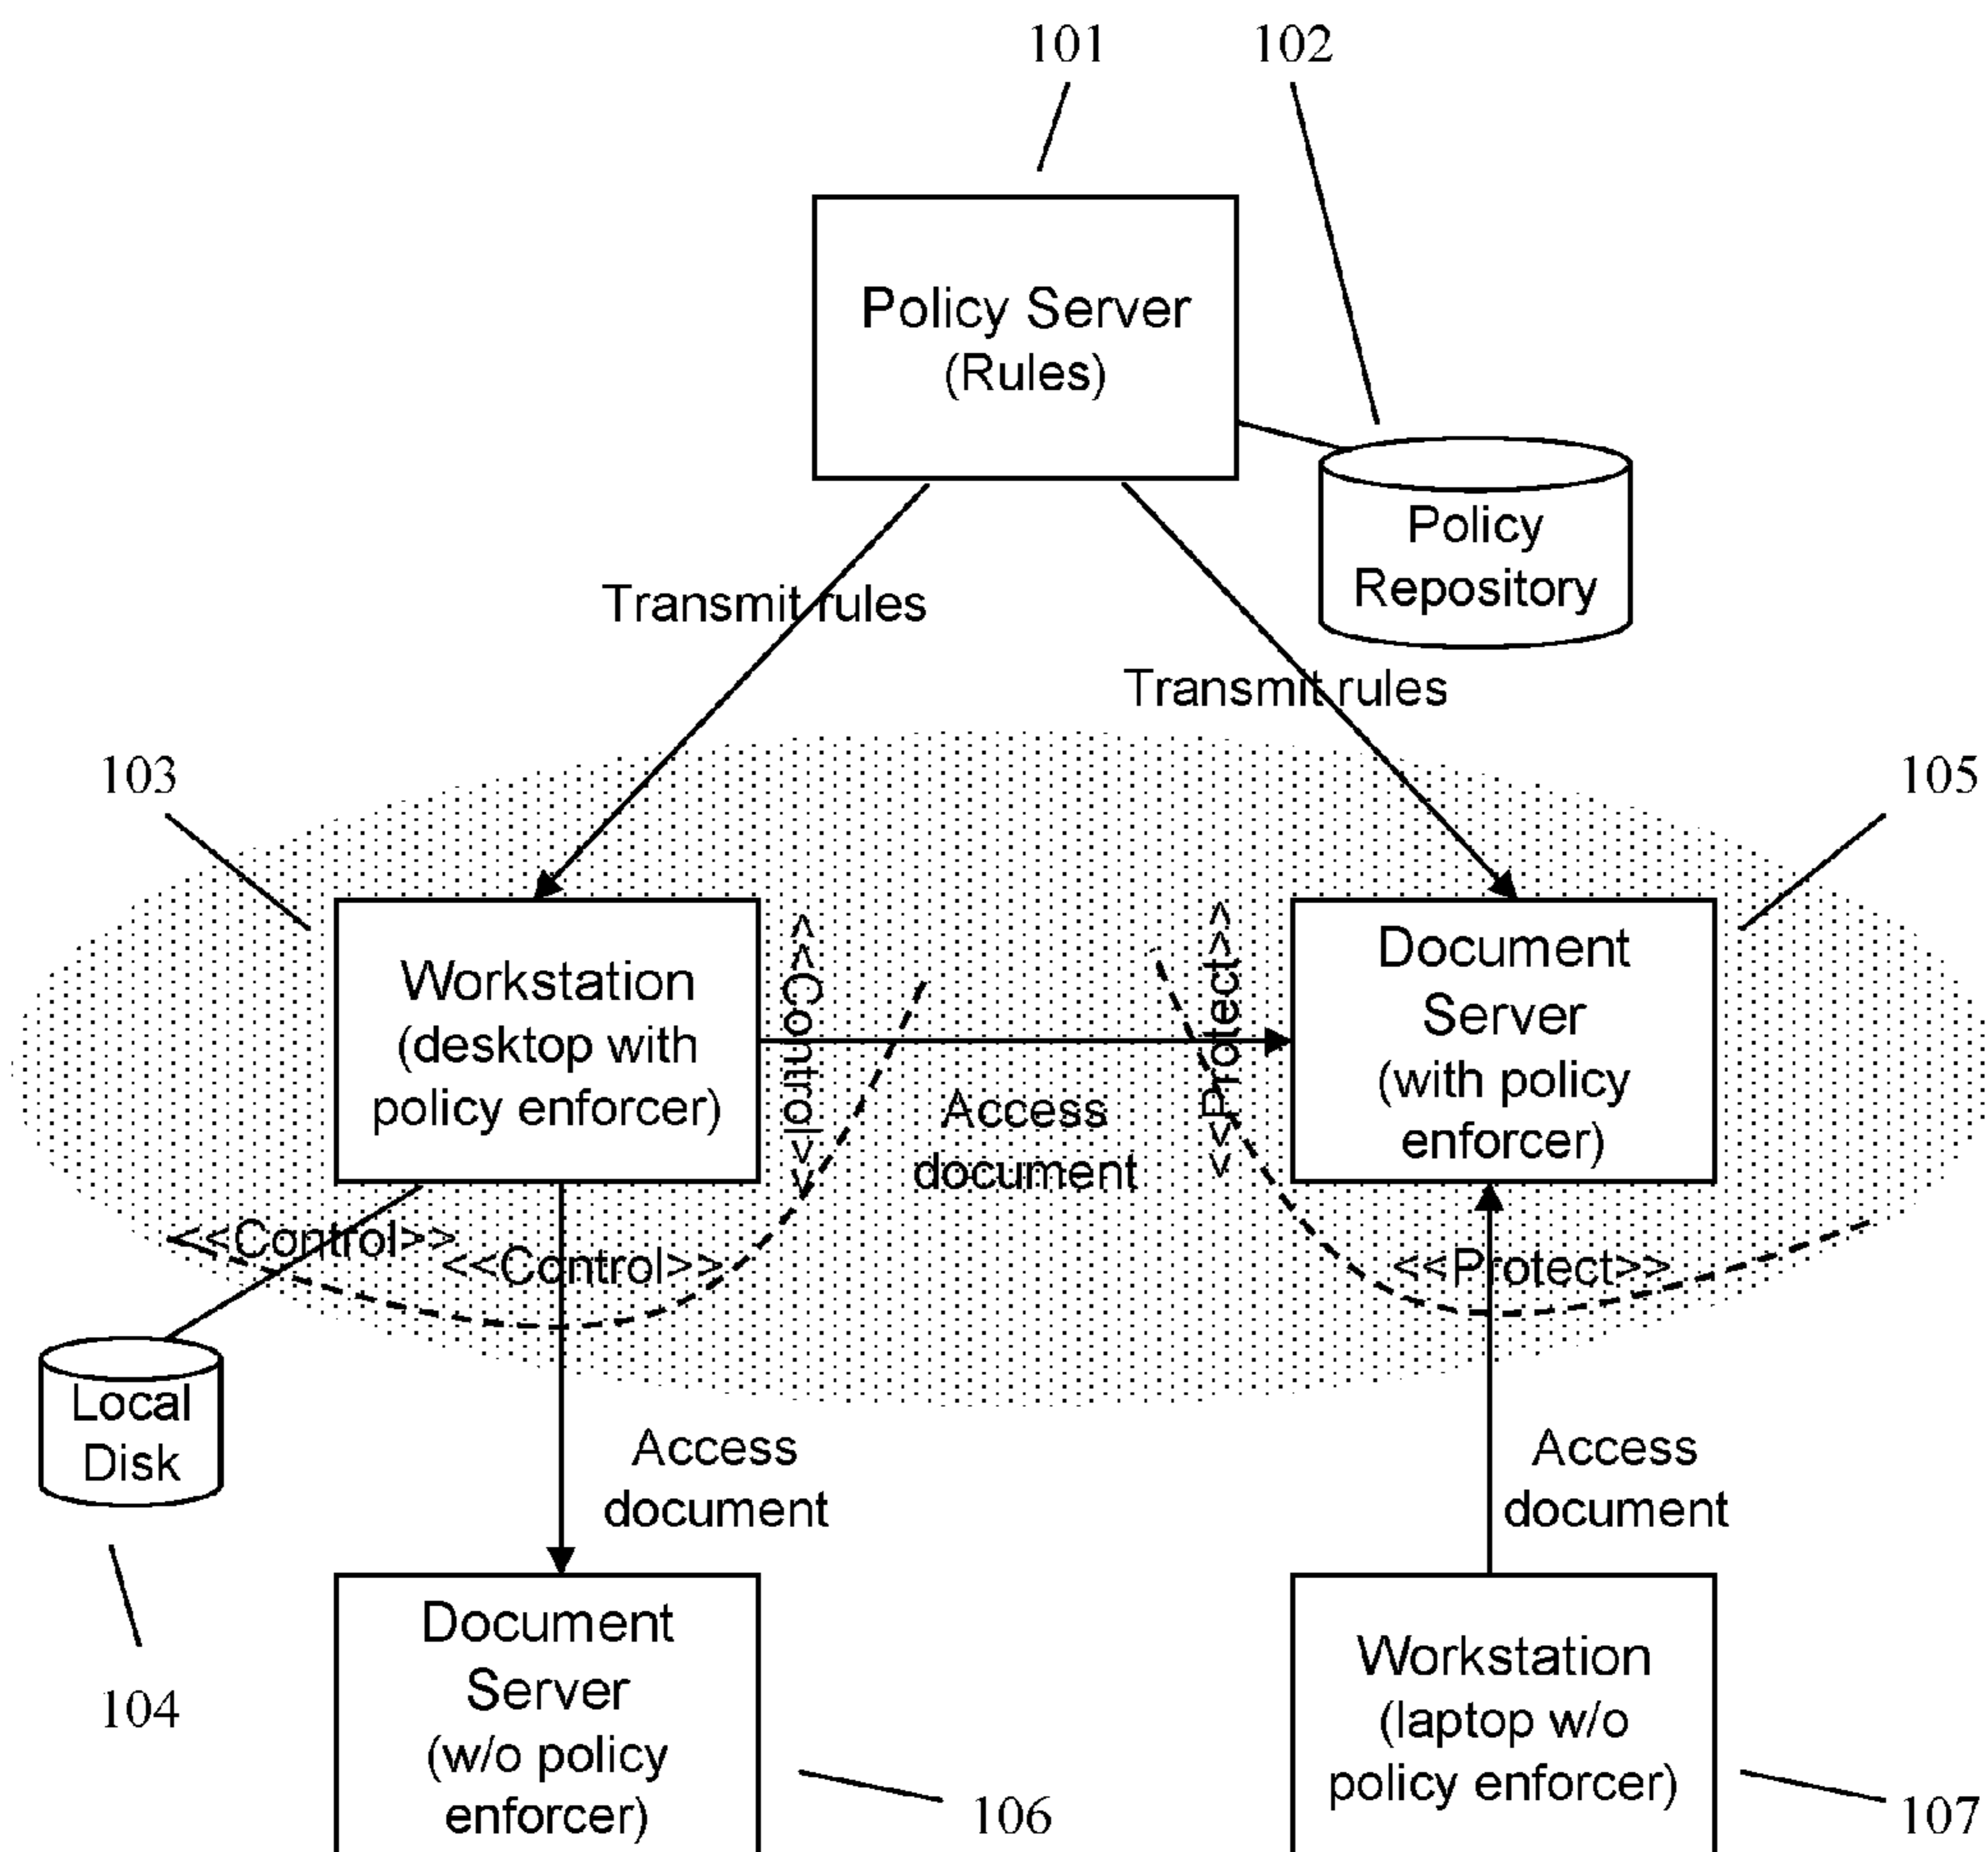 101
102
Policy Server
(Rules)
Policy
Repository
Transmit rules
Transmit rules
103
105
Workstation
(desktop with
policy enforcer)
<<Control>>
<<Protect>>
Document
Server
(with policy
enforcer)
Access
document
<<Control>>
<<Control>>
<<Protect>>
Local
Disk
Access
document
Access
document
104
Document
Server
(w/o policy
enforcer)
106
Workstation
(laptop w/o
policy enforcer)
107